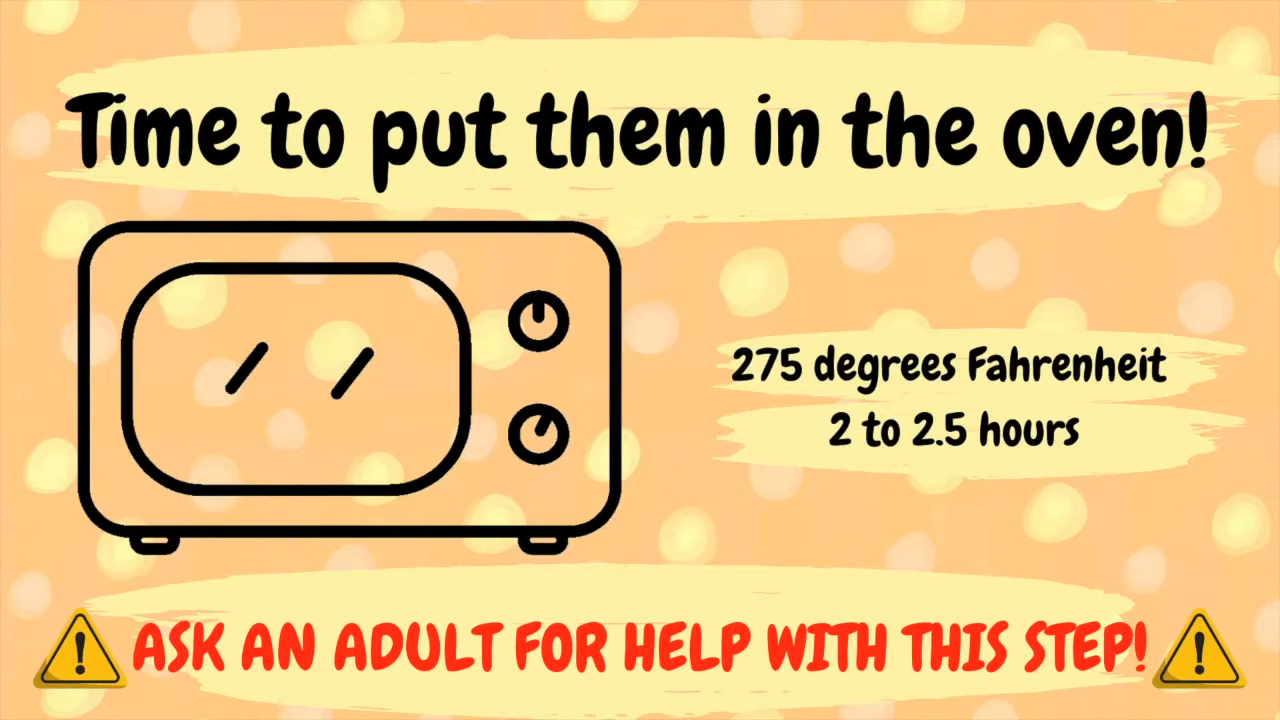 Time to put them in the oven!
275 degrees Fahrenheit
2 to 2.5 hours
ASK AN ADULT FOR HELP WITH THIS STEP!